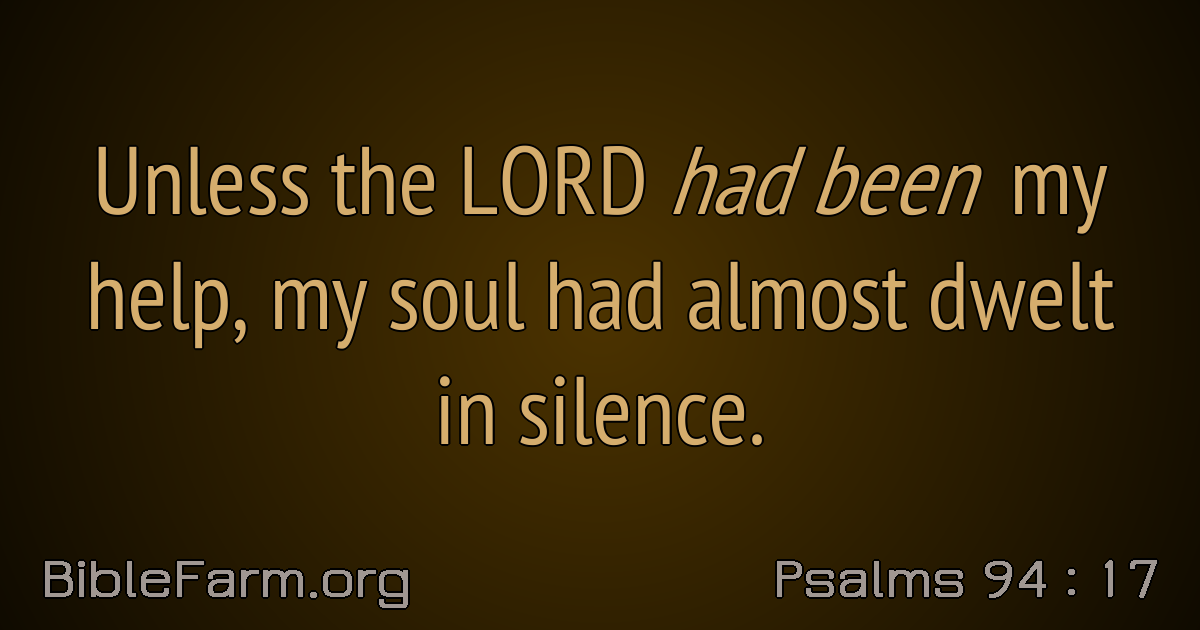 Unless the LORD had been my
help, my soul had almost dwelt
in silence.
BibleFarm.org
Psalms 94 : 17